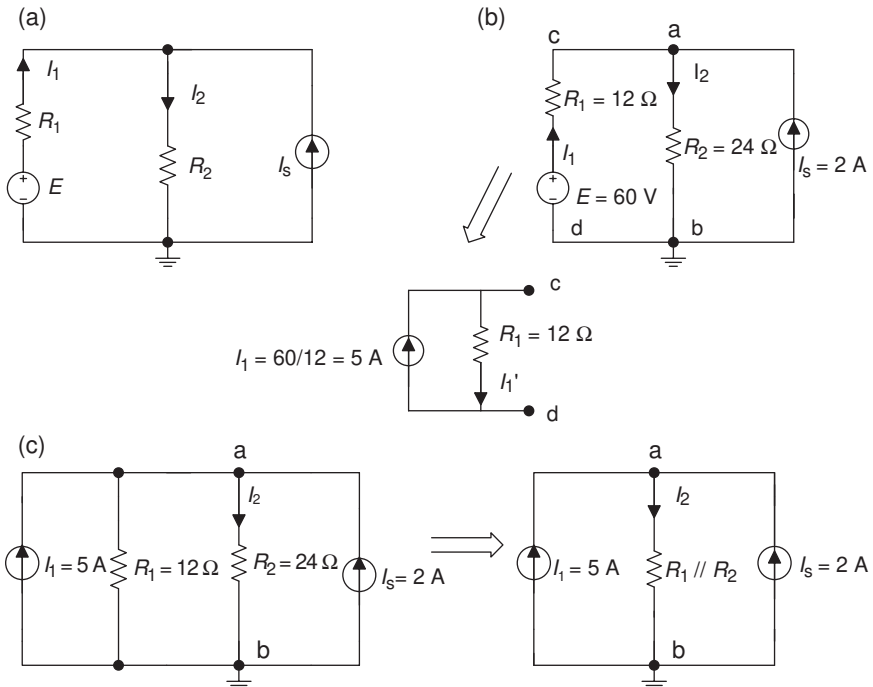 (a)
I1
R1
E
I2
R2
Is
(b)
c
a
R1 = 12 Ω
I2
I1
R2 = 24 Ω
Is = 2 A
E = 60 V
d
b
c
I1 = 60/12 = 5 A
R1 = 12 Ω
I1'
d
(c)
a
I2
I1 = 5 A
R1 = 12 Ω
R2 = 24 Ω
Is = 2 A
b
a
I2
I1 = 5 A
R1 // R2
Is = 2 A
b